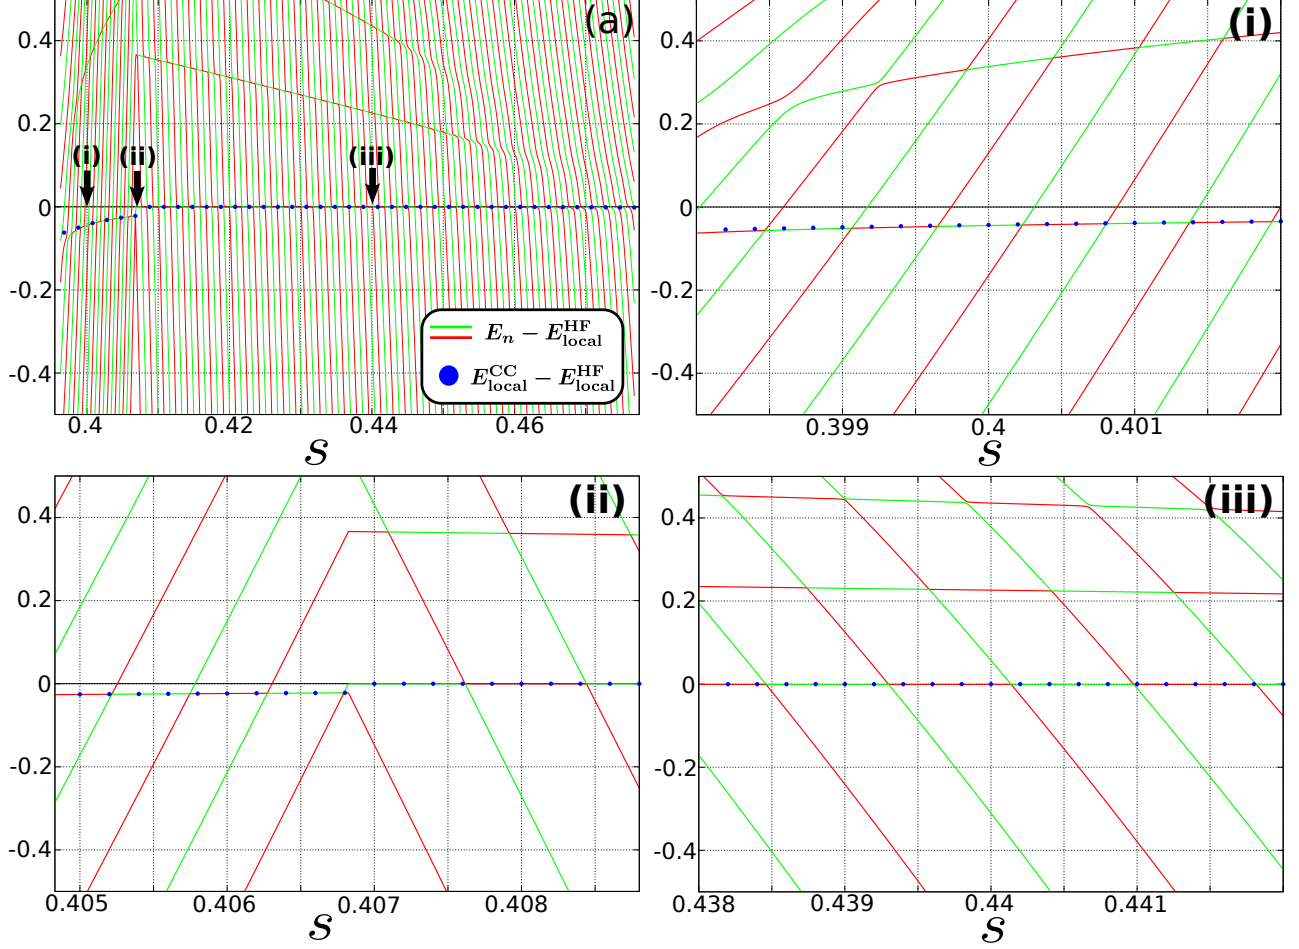 (a)
0.4
0.2
0
-0.2
-0.4
(i)
(ii)
(iii)
E_n − E_local^HF
E_local^CC − E_local^HF
0.4 0.42 0.44 0.46
s
(i)
0.4
0.2
0
-0.2
-0.4
0.399 0.4 0.401
s
(ii)
0.4
0.2
0
-0.2
-0.4
0.405 0.406 0.407 0.408
s
(iii)
0.4
0.2
0
-0.2
-0.4
0.438 0.439 0.44 0.441
s